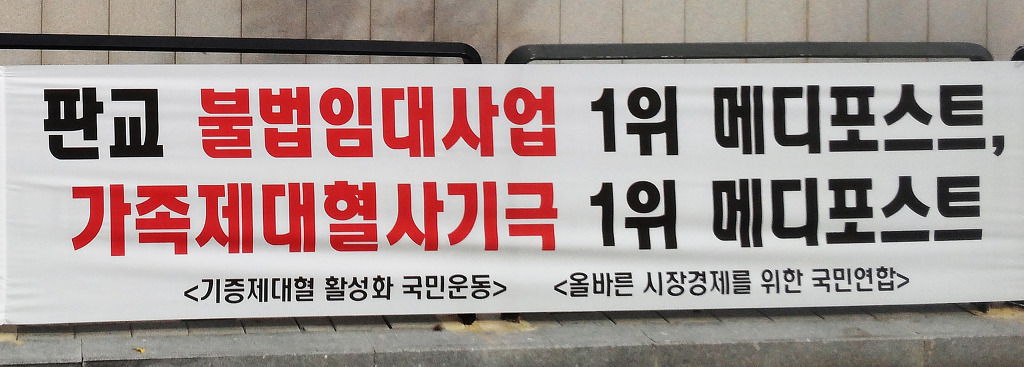 판교 불법임대사업 1위 메디포스트,
가족제대혈사기극 1위 메디포스트
<기증제대혈 활성화 국민운동> <올바른 시장경제를 위한 국민연합>